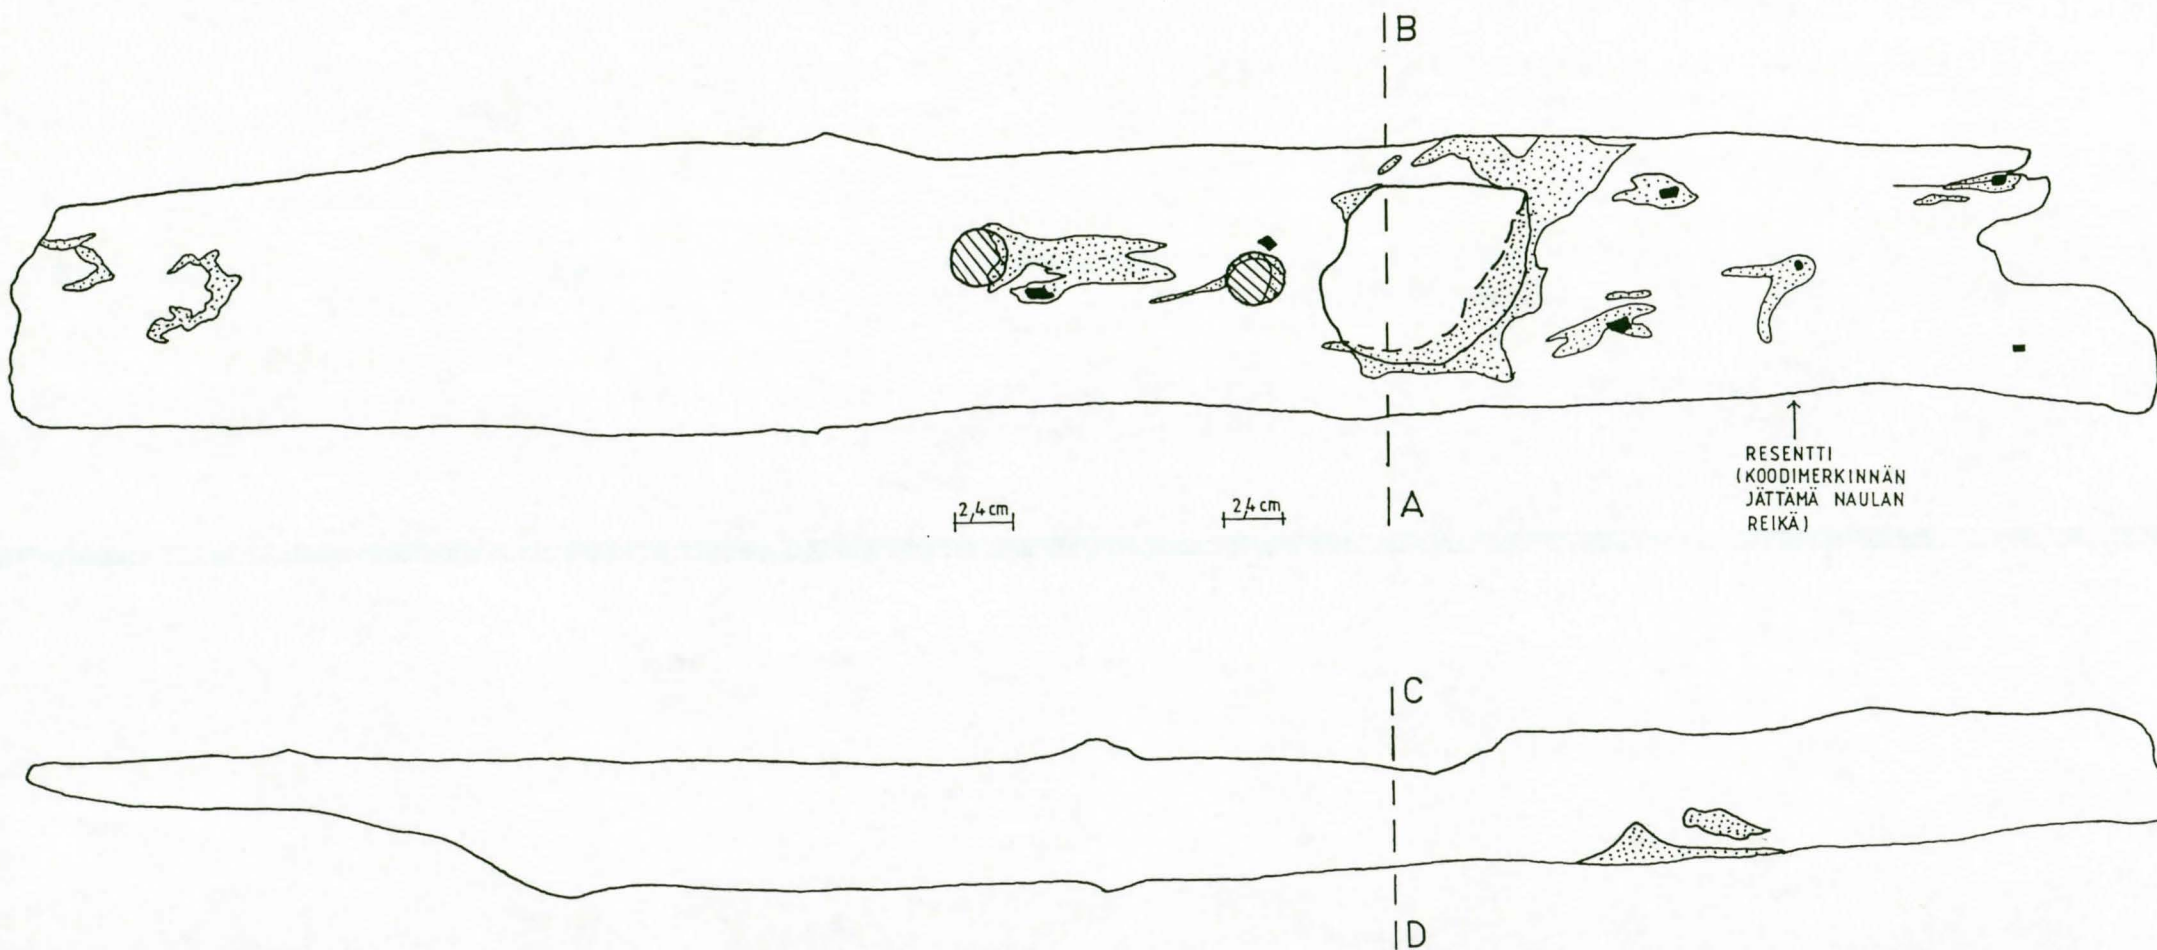 B
2,4 cm
2,4 cm
A
RESENTTI
(KOODIMERKINNÄN
JÄTTÄMÄ NAULAN
REIKÄ)
C
D